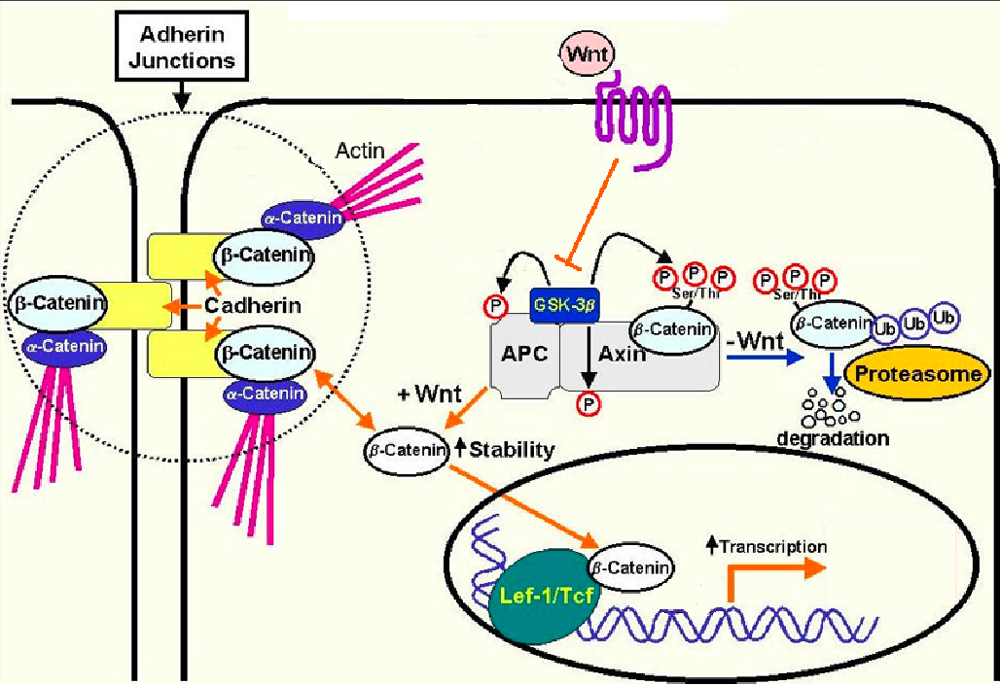 Adherin
Junctions
Wnt
Actin
α-Catenin
β-Catenin
β-Catenin
Cadherin
α-Catenin
β-Catenin
α-Catenin
P
GSK-3β
APC
Axin
P
P P P
Ser/Thr
β-Catenin
-Wnt
P P P
Ser/Thr
β-Catenin
Ub Ub Ub
Proteasome
degradation
+ Wnt
β-Catenin
Stability
Transcription
β-Catenin
Lef-1/Tcf